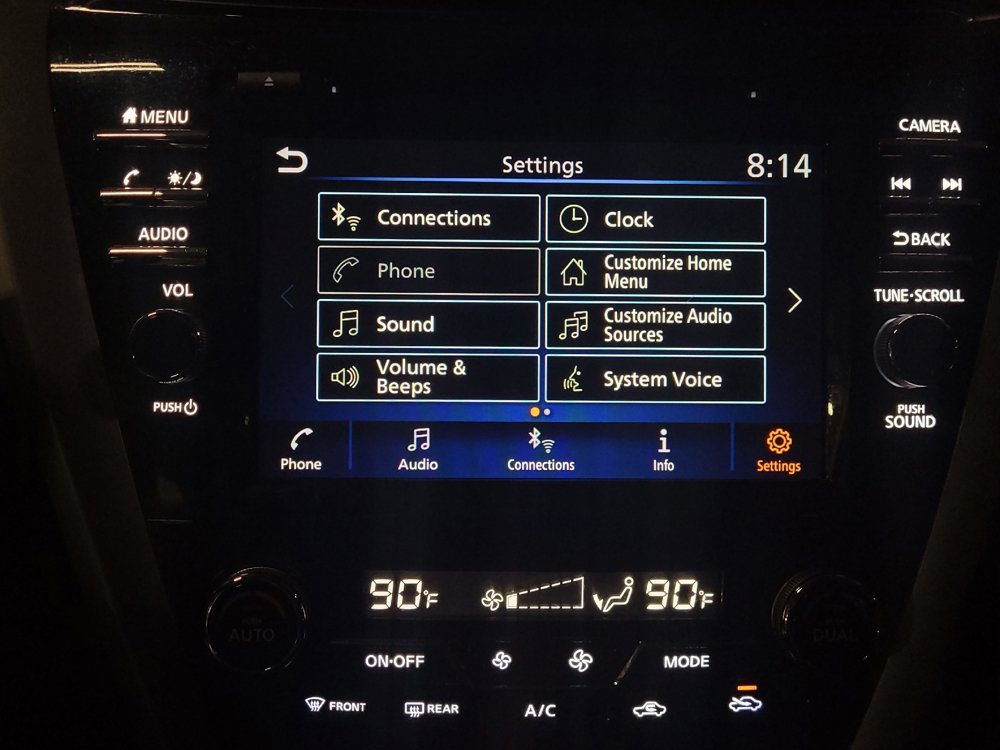 MENU
CAMERA
Settings
8:14
AUDIO
BACK
VOL
TUNE·SCROLL
Connections
Clock
Phone
Customize Home
Menu
Sound
Customize Audio
Sources
Volume &
Beeps
System Voice
PUSH
PUSH
SOUND
Phone
Audio
Connections
Info
Settings
90°F
90°F
AUTO
DUAL
ON·OFF
MODE
FRONT
REAR
A/C